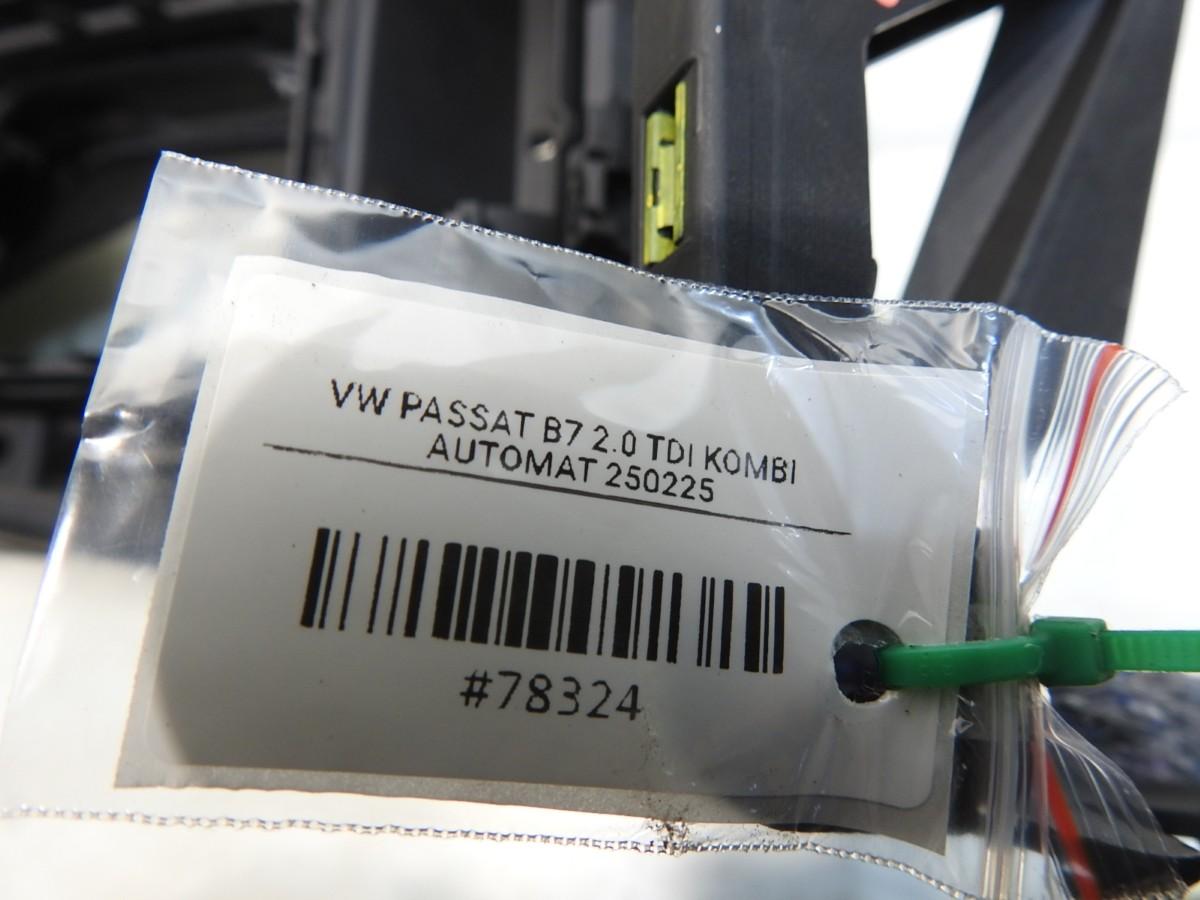 VW PASSAT B7 2.0 TDI KOMBI
AUTOMAT 250225
#78324